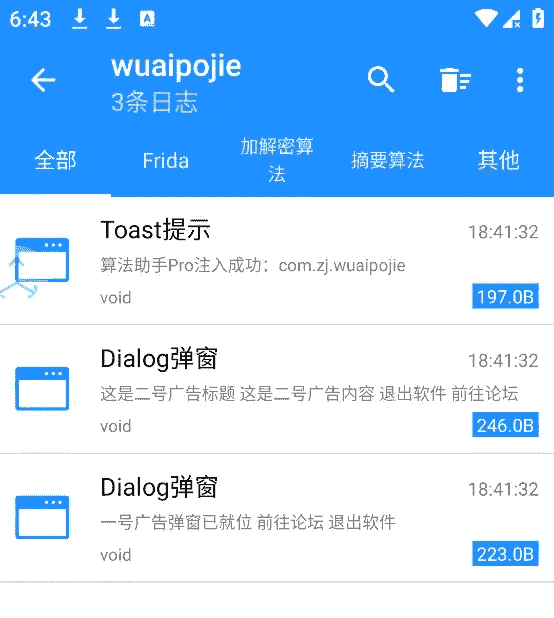 6:43
A
wuaipojie
3条日志
全部
Frida
加解密算
法
摘要算法
其他
Toast提示
18:41:32
算法助手Pro注入成功：com.zj.wuaipojie
void
197.0B
Dialog弹窗
18:41:32
这是二号广告标题 这是二号广告内容 退出软件 前往论坛
void
246.0B
Dialog弹窗
18:41:32
一号广告弹窗已就位 前往论坛 退出软件
void
223.0B